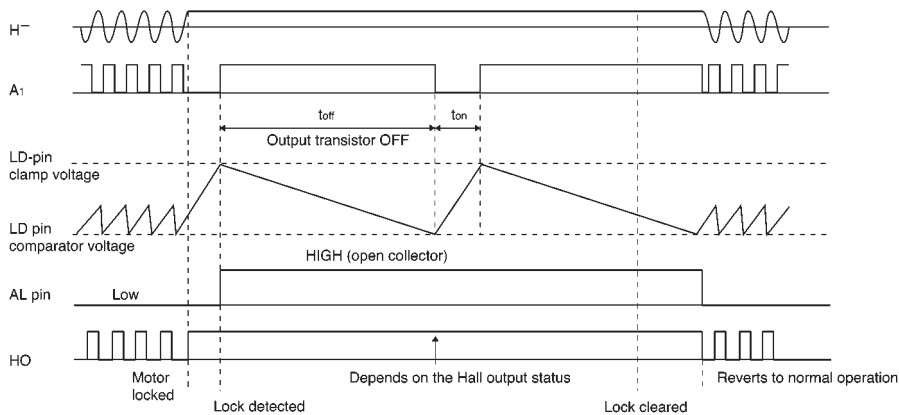 H−
A1
toff
ton
Output transistor OFF
LD-pin
clamp voltage
LD pin
comparator voltage
HIGH (open collector)
AL pin
Low
HO
Motor
locked
Depends on the Hall output status
Reverts to normal operation
Lock detected
Lock cleared